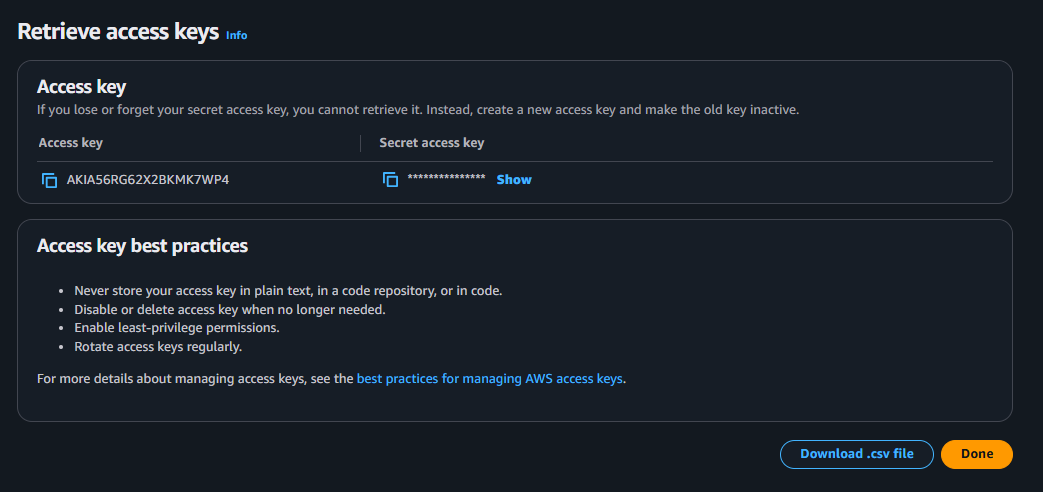 Retrieve access keys Info
Access key
If you lose or forget your secret access key, you cannot retrieve it. Instead, create a new access key and make the old key inactive.
Access key Secret access key
AKIA56RG62X2BKMK7WP4 *************** Show
Access key best practices
• Never store your access key in plain text, in a code repository, or in code.
• Disable or delete access key when no longer needed.
• Enable least-privilege permissions.
• Rotate access keys regularly.
For more details about managing access keys, see the best practices for managing AWS access keys.
Download .csv file Done